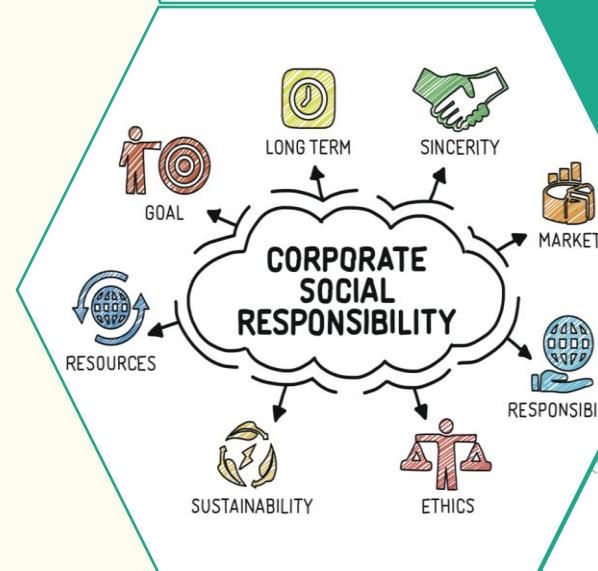 LONG TERM
SINCERITY
GOAL
MARKET
CORPORATE
SOCIAL
RESPONSIBILITY
RESOURCES
RESPONSIBI
SUSTAINABILITY
ETHICS